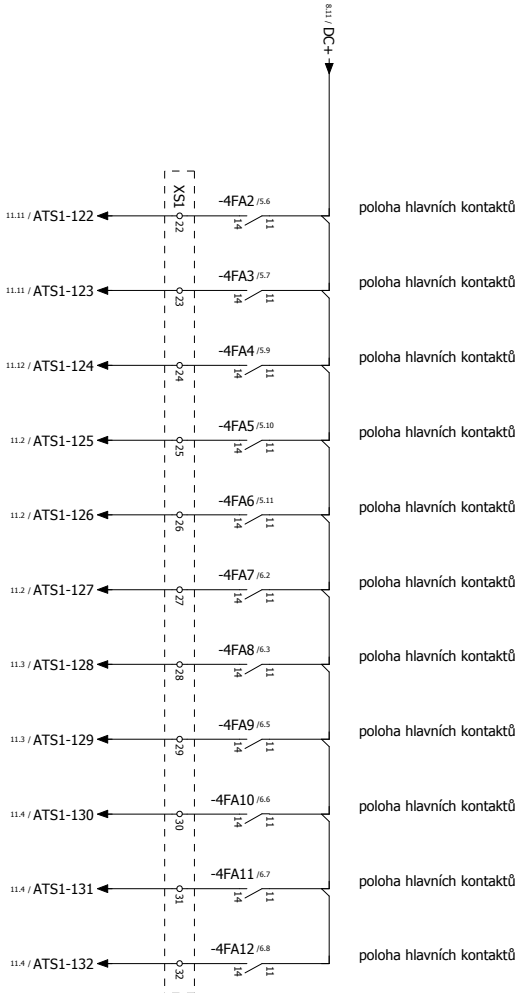 8.11 / DC+
XS1
11.11 / ATS1-122 22 -4FA2 /5.6 14 11 poloha hlavních kontaktů
11.11 / ATS1-123 23 -4FA3 /5.7 14 11 poloha hlavních kontaktů
11.12 / ATS1-124 24 -4FA4 /5.9 14 11 poloha hlavních kontaktů
11.2 / ATS1-125 25 -4FA5 /5.10 14 11 poloha hlavních kontaktů
11.2 / ATS1-126 26 -4FA6 /5.11 14 11 poloha hlavních kontaktů
11.2 / ATS1-127 27 -4FA7 /6.2 14 11 poloha hlavních kontaktů
11.3 / ATS1-128 28 -4FA8 /6.3 14 11 poloha hlavních kontaktů
11.3 / ATS1-129 29 -4FA9 /6.5 14 11 poloha hlavních kontaktů
11.4 / ATS1-130 30 -4FA10 /6.6 14 11 poloha hlavních kontaktů
11.4 / ATS1-131 31 -4FA11 /6.7 14 11 poloha hlavních kontaktů
11.4 / ATS1-132 32 -4FA12 /6.8 14 11 poloha hlavních kontaktů